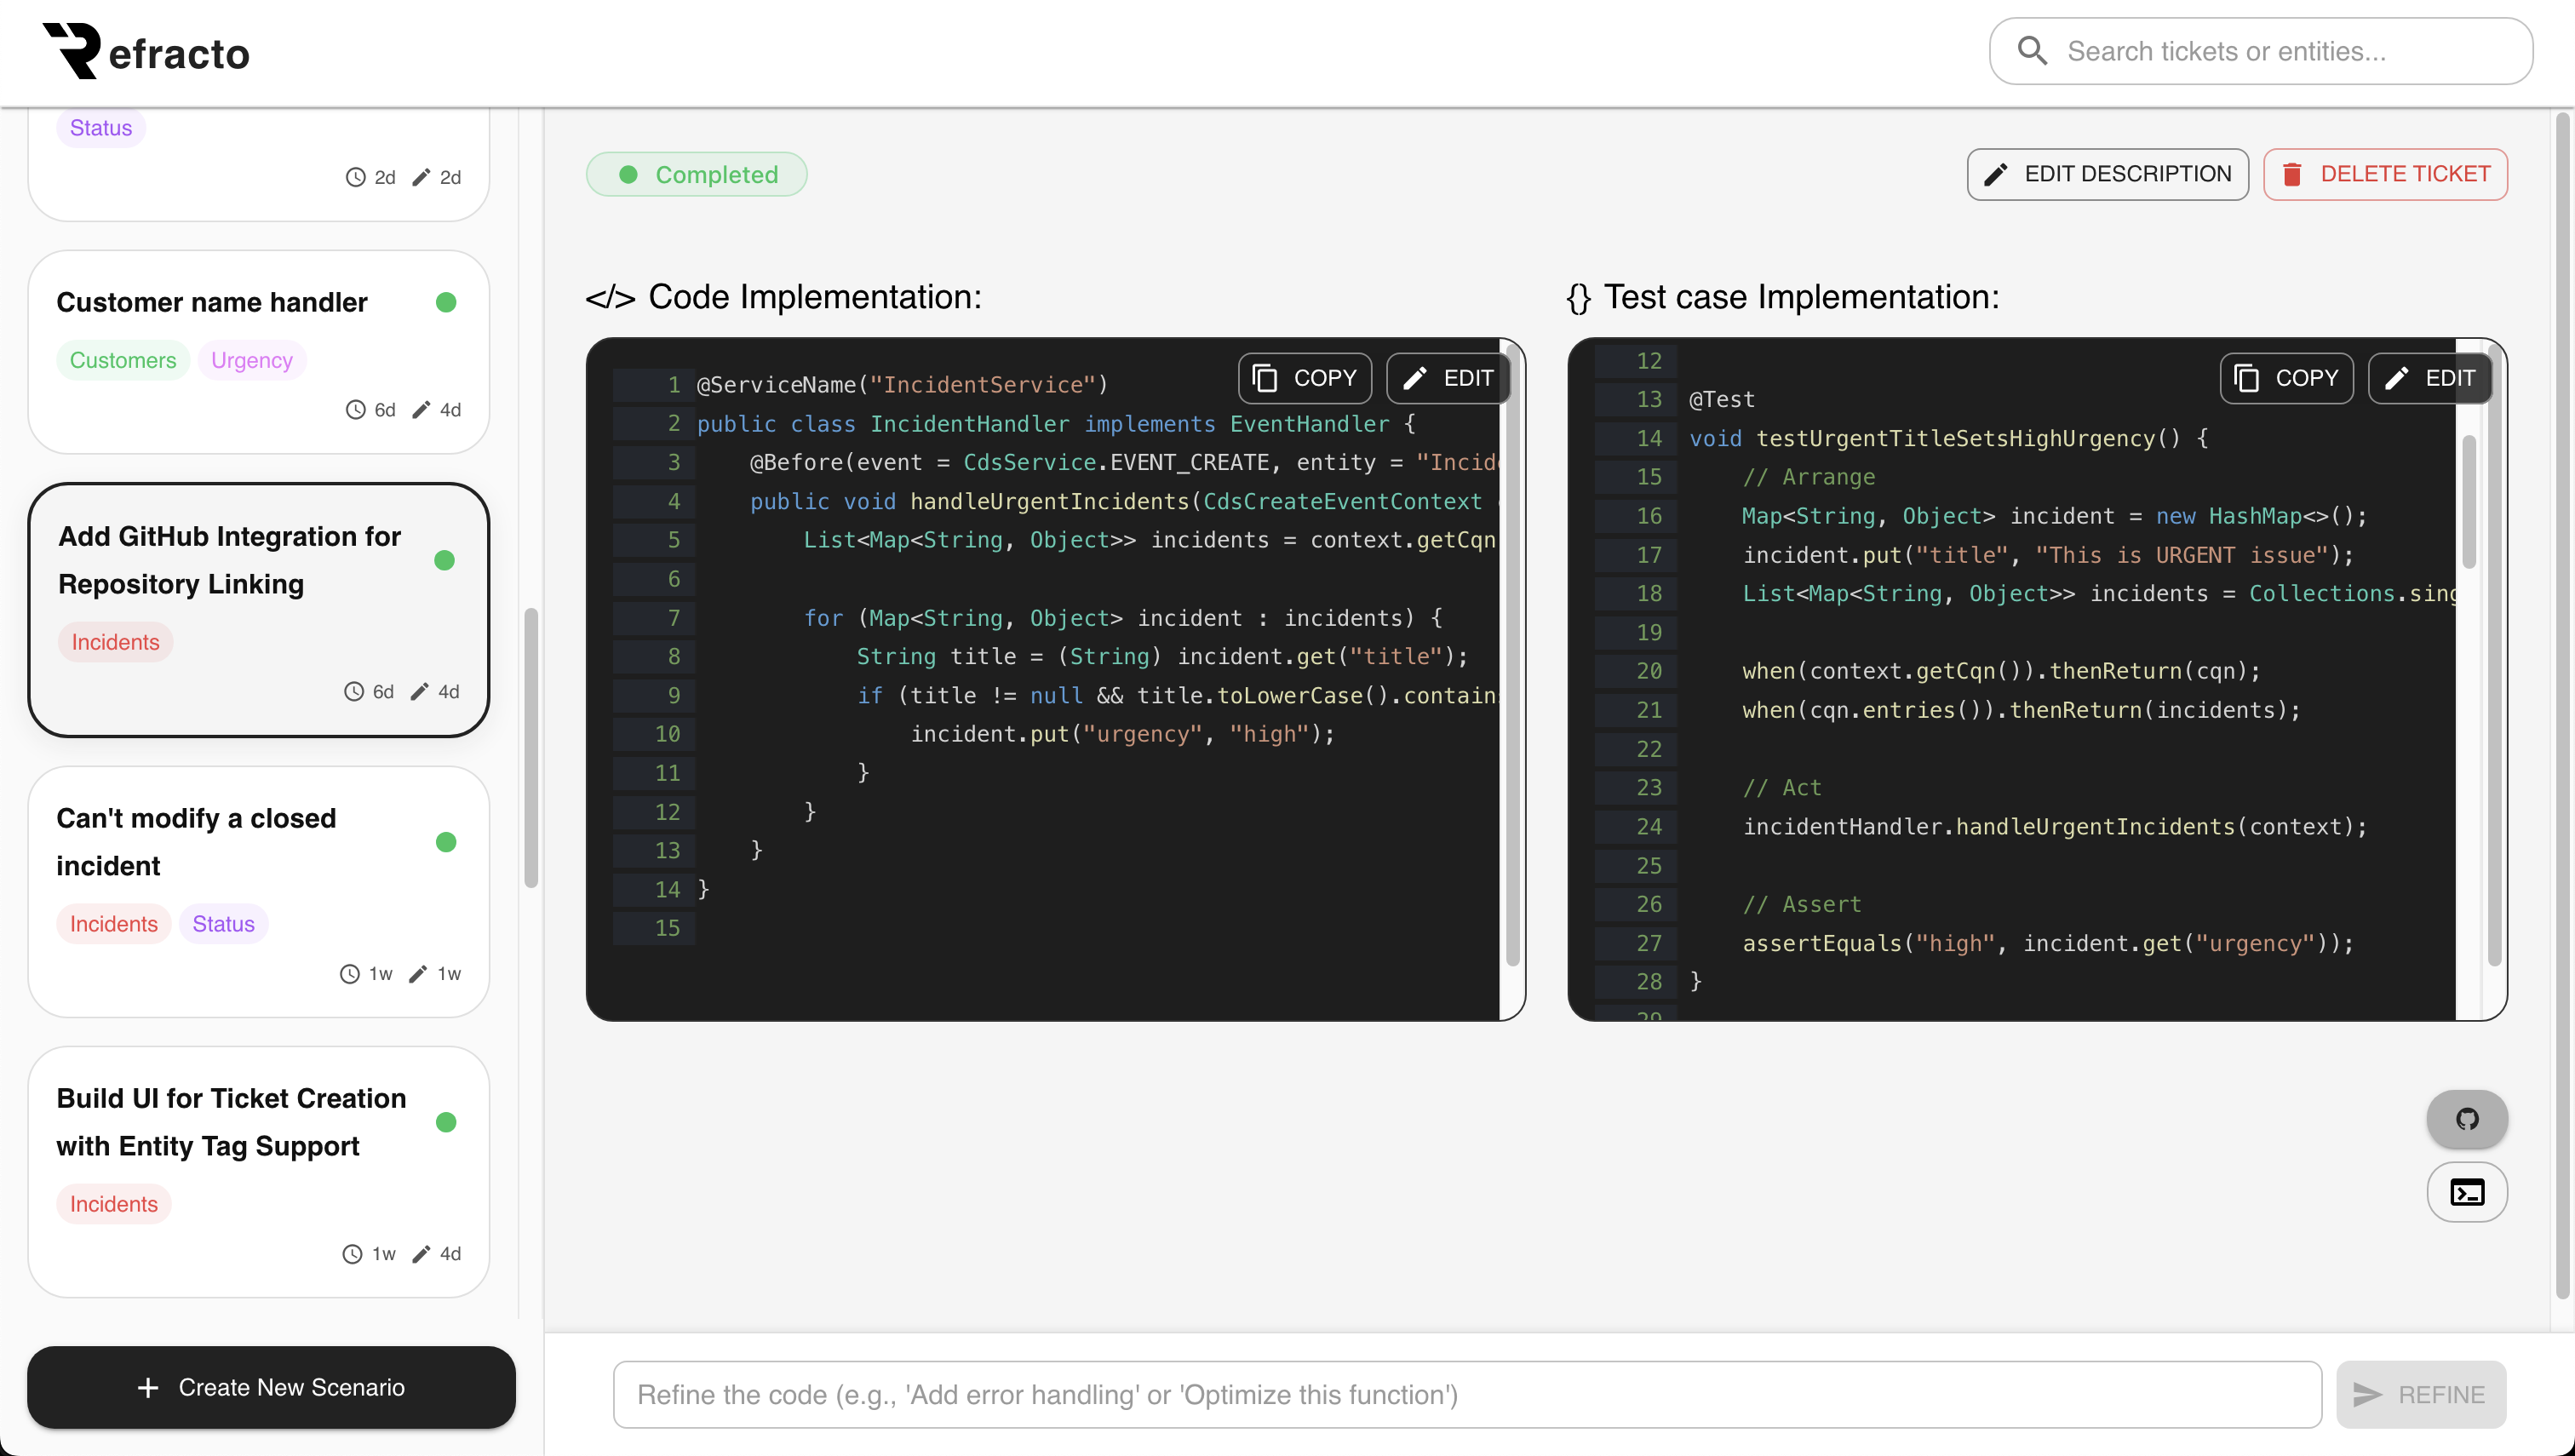 Refracto
Search tickets or entities...
Status
2d 2d
Customer name handler
Customers Urgency
6d 4d
Add GitHub Integration for
Repository Linking
Incidents
6d 4d
Can't modify a closed
incident
Incidents Status
1w 1w
Build UI for Ticket Creation
with Entity Tag Support
Incidents
1w 4d
+ Create New Scenario
Completed
EDIT DESCRIPTION
DELETE TICKET
</> Code Implementation:
COPY EDIT
1 @ServiceName("IncidentService")
2 public class IncidentHandler implements EventHandler {
3 @Before(event = CdsService.EVENT_CREATE, entity = "Incid
4 public void handleUrgentIncidents(CdsCreateEventContext
5 List<Map<String, Object>> incidents = context.getCqn
6
7 for (Map<String, Object> incident : incidents) {
8 String title = (String) incident.get("title");
9 if (title != null && title.toLowerCase().contain
10 incident.put("urgency", "high");
11 }
12 }
13 }
14 }
15
{} Test case Implementation:
COPY EDIT
12
13 @Test
14 void testUrgentTitleSetsHighUrgency() {
15 // Arrange
16 Map<String, Object> incident = new HashMap<>();
17 incident.put("title", "This is URGENT issue");
18 List<Map<String, Object>> incidents = Collections.sing
19
20 when(context.getCqn()).thenReturn(cqn);
21 when(cqn.entries()).thenReturn(incidents);
22
23 // Act
24 incidentHandler.handleUrgentIncidents(context);
25
26 // Assert
27 assertEquals("high", incident.get("urgency"));
28 }
29
Refine the code (e.g., 'Add error handling' or 'Optimize this function')
REFINE